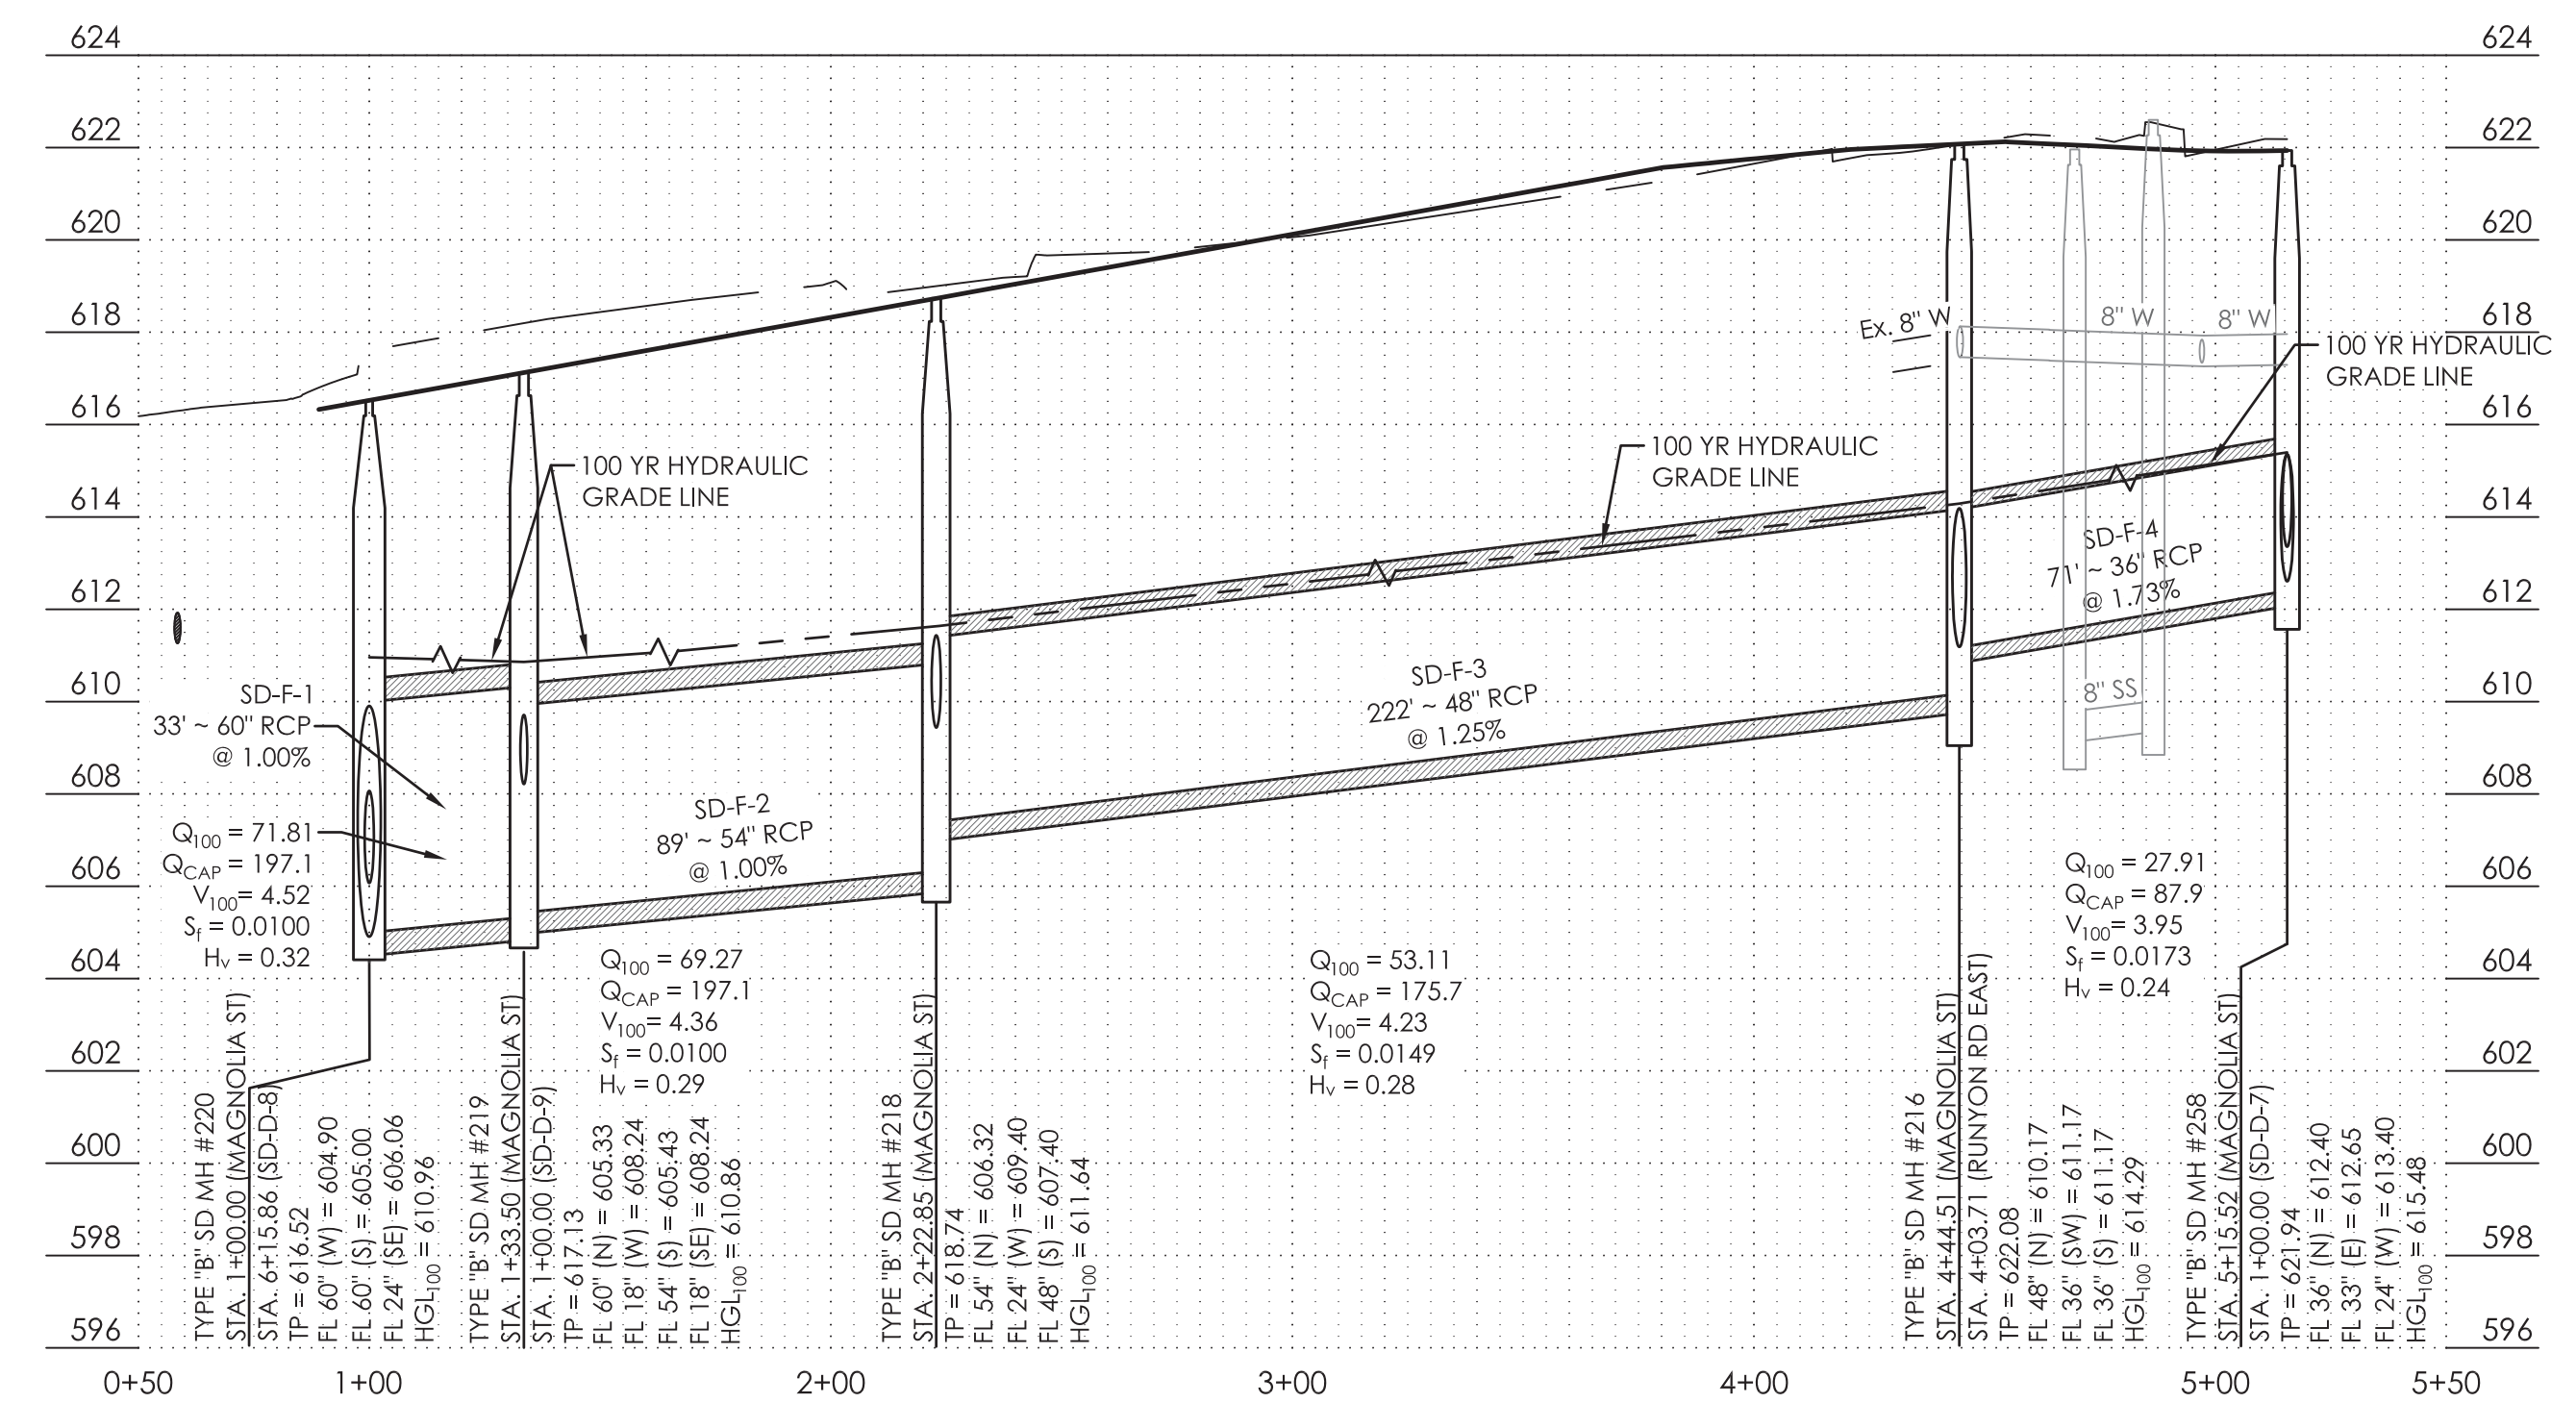 624
622
620
618
616
614
612
610
608
606
604
602
600
598
596
624
622
620
618
616
614
612
610
608
606
604
602
600
598
596
0+50
1+00
2+00
3+00
4+00
5+00
5+50
100 YR HYDRAULIC
GRADE LINE
100 YR HYDRAULIC
GRADE LINE
100 YR HYDRAULIC
GRADE LINE
Ex. 8" W
8" W
8" W
8" SS
SD-F-1
33' ~ 60" RCP
@ 1.00%
Q100 = 71.81
QCAP = 197.1
V100= 4.52
Sf = 0.0100
Hv = 0.32
SD-F-2
89' ~ 54" RCP
@ 1.00%
Q100 = 69.27
QCAP = 197.1
V100= 4.36
Sf = 0.0100
Hv = 0.29
SD-F-3
222' ~ 48" RCP
@ 1.25%
Q100 = 53.11
QCAP = 175.7
V100= 4.23
Sf = 0.0149
Hv = 0.28
SD-F-4
71' ~ 36" RCP
@ 1.73%
Q100 = 27.91
QCAP = 87.9
V100= 3.95
Sf = 0.0173
Hv = 0.24
TYPE "B" SD MH #220
STA. 1+00.00 (MAGNOLIA ST)
STA. 6+15.86 (SD-D-8)
TP = 616.52
FL 60" (W) = 604.90
FL 60" (S) = 605.00
FL 24" (SE) = 606.06
HGL100 = 610.96
TYPE "B" SD MH #219
STA. 1+33.50 (MAGNOLIA ST)
STA. 1+00.00 (SD-D-9)
TP = 617.13
FL 60" (N) = 605.33
FL 18" (W) = 608.24
FL 54" (S) = 605.43
FL 18" (SE) = 608.24
HGL100 = 610.86
TYPE "B" SD MH #218
STA. 2+22.85 (MAGNOLIA ST)
TP = 618.74
FL 54" (N) = 606.32
FL 24" (W) = 609.40
FL 48" (S) = 607.40
HGL100 = 611.64
TYPE "B" SD MH #216
STA. 4+44.51 (MAGNOLIA ST)
STA. 4+03.71 (RUNYON RD EAST)
TP = 622.08
FL 48" (N) = 610.17
FL 36" (SW) = 611.17
FL 36" (S) = 611.17
HGL100 = 614.29
TYPE "B" SD MH #258
STA. 5+15.52 (MAGNOLIA ST)
STA. 1+00.00 (SD-D-7)
TP = 621.94
FL 36" (N) = 612.40
FL 33" (E) = 612.65
FL 24" (W) = 613.40
HGL100 = 615.48